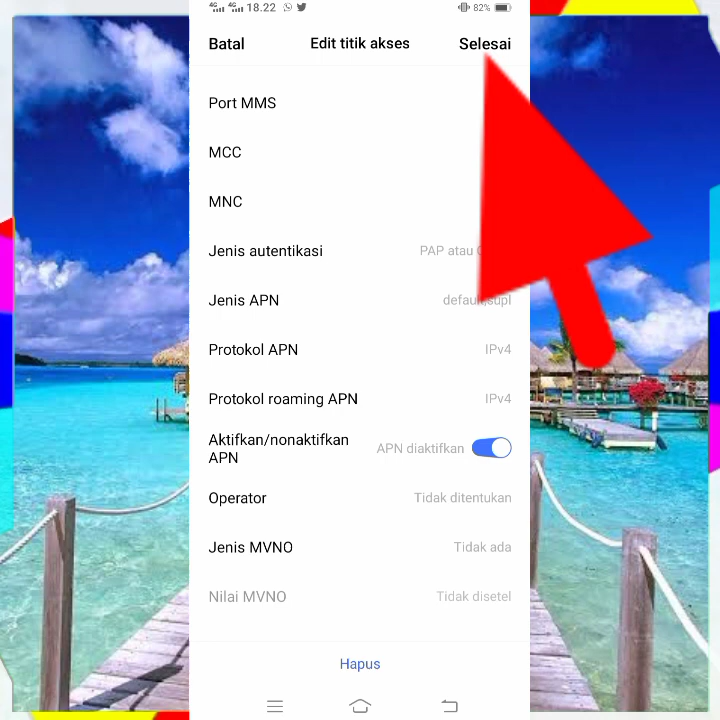 4G 4G 18.22 82%
Batal Edit titik akses Selesai
Port MMS
MCC
MNC
Jenis autentikasi PAP atau
Jenis APN default,supl
Protokol APN IPv4
Protokol roaming APN IPv4
Aktifkan/nonaktifkan APN diaktifkan
APN
Operator Tidak ditentukan
Jenis MVNO Tidak ada
Nilai MVNO Tidak disetel
Hapus